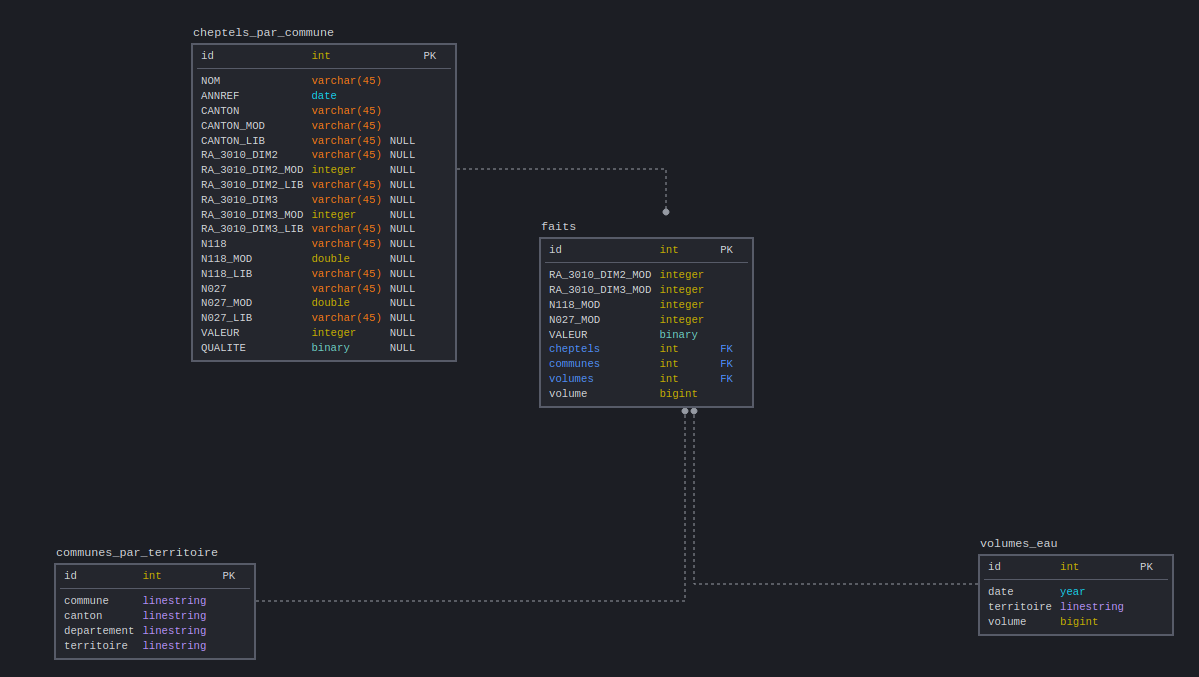 cheptels_par_commune
id int PK
NOM varchar(45)
ANNREF date
CANTON varchar(45)
CANTON_MOD varchar(45)
CANTON_LIB varchar(45) NULL
RA_3010_DIM2 varchar(45) NULL
RA_3010_DIM2_MOD integer NULL
RA_3010_DIM2_LIB varchar(45) NULL
RA_3010_DIM3 varchar(45) NULL
RA_3010_DIM3_MOD integer NULL
RA_3010_DIM3_LIB varchar(45) NULL
N118 varchar(45) NULL
N118_MOD double NULL
N118_LIB varchar(45) NULL
N027 varchar(45) NULL
N027_MOD double NULL
N027_LIB varchar(45) NULL
VALEUR integer NULL
QUALITE binary NULL
faits
id int PK
RA_3010_DIM2_MOD integer
RA_3010_DIM3_MOD integer
N118_MOD integer
N027_MOD integer
VALEUR binary
cheptels int FK
communes int FK
volumes int FK
volume bigint
communes_par_territoire
id int PK
commune linestring
canton linestring
departement linestring
territoire linestring
volumes_eau
id int PK
date year
territoire linestring
volume bigint